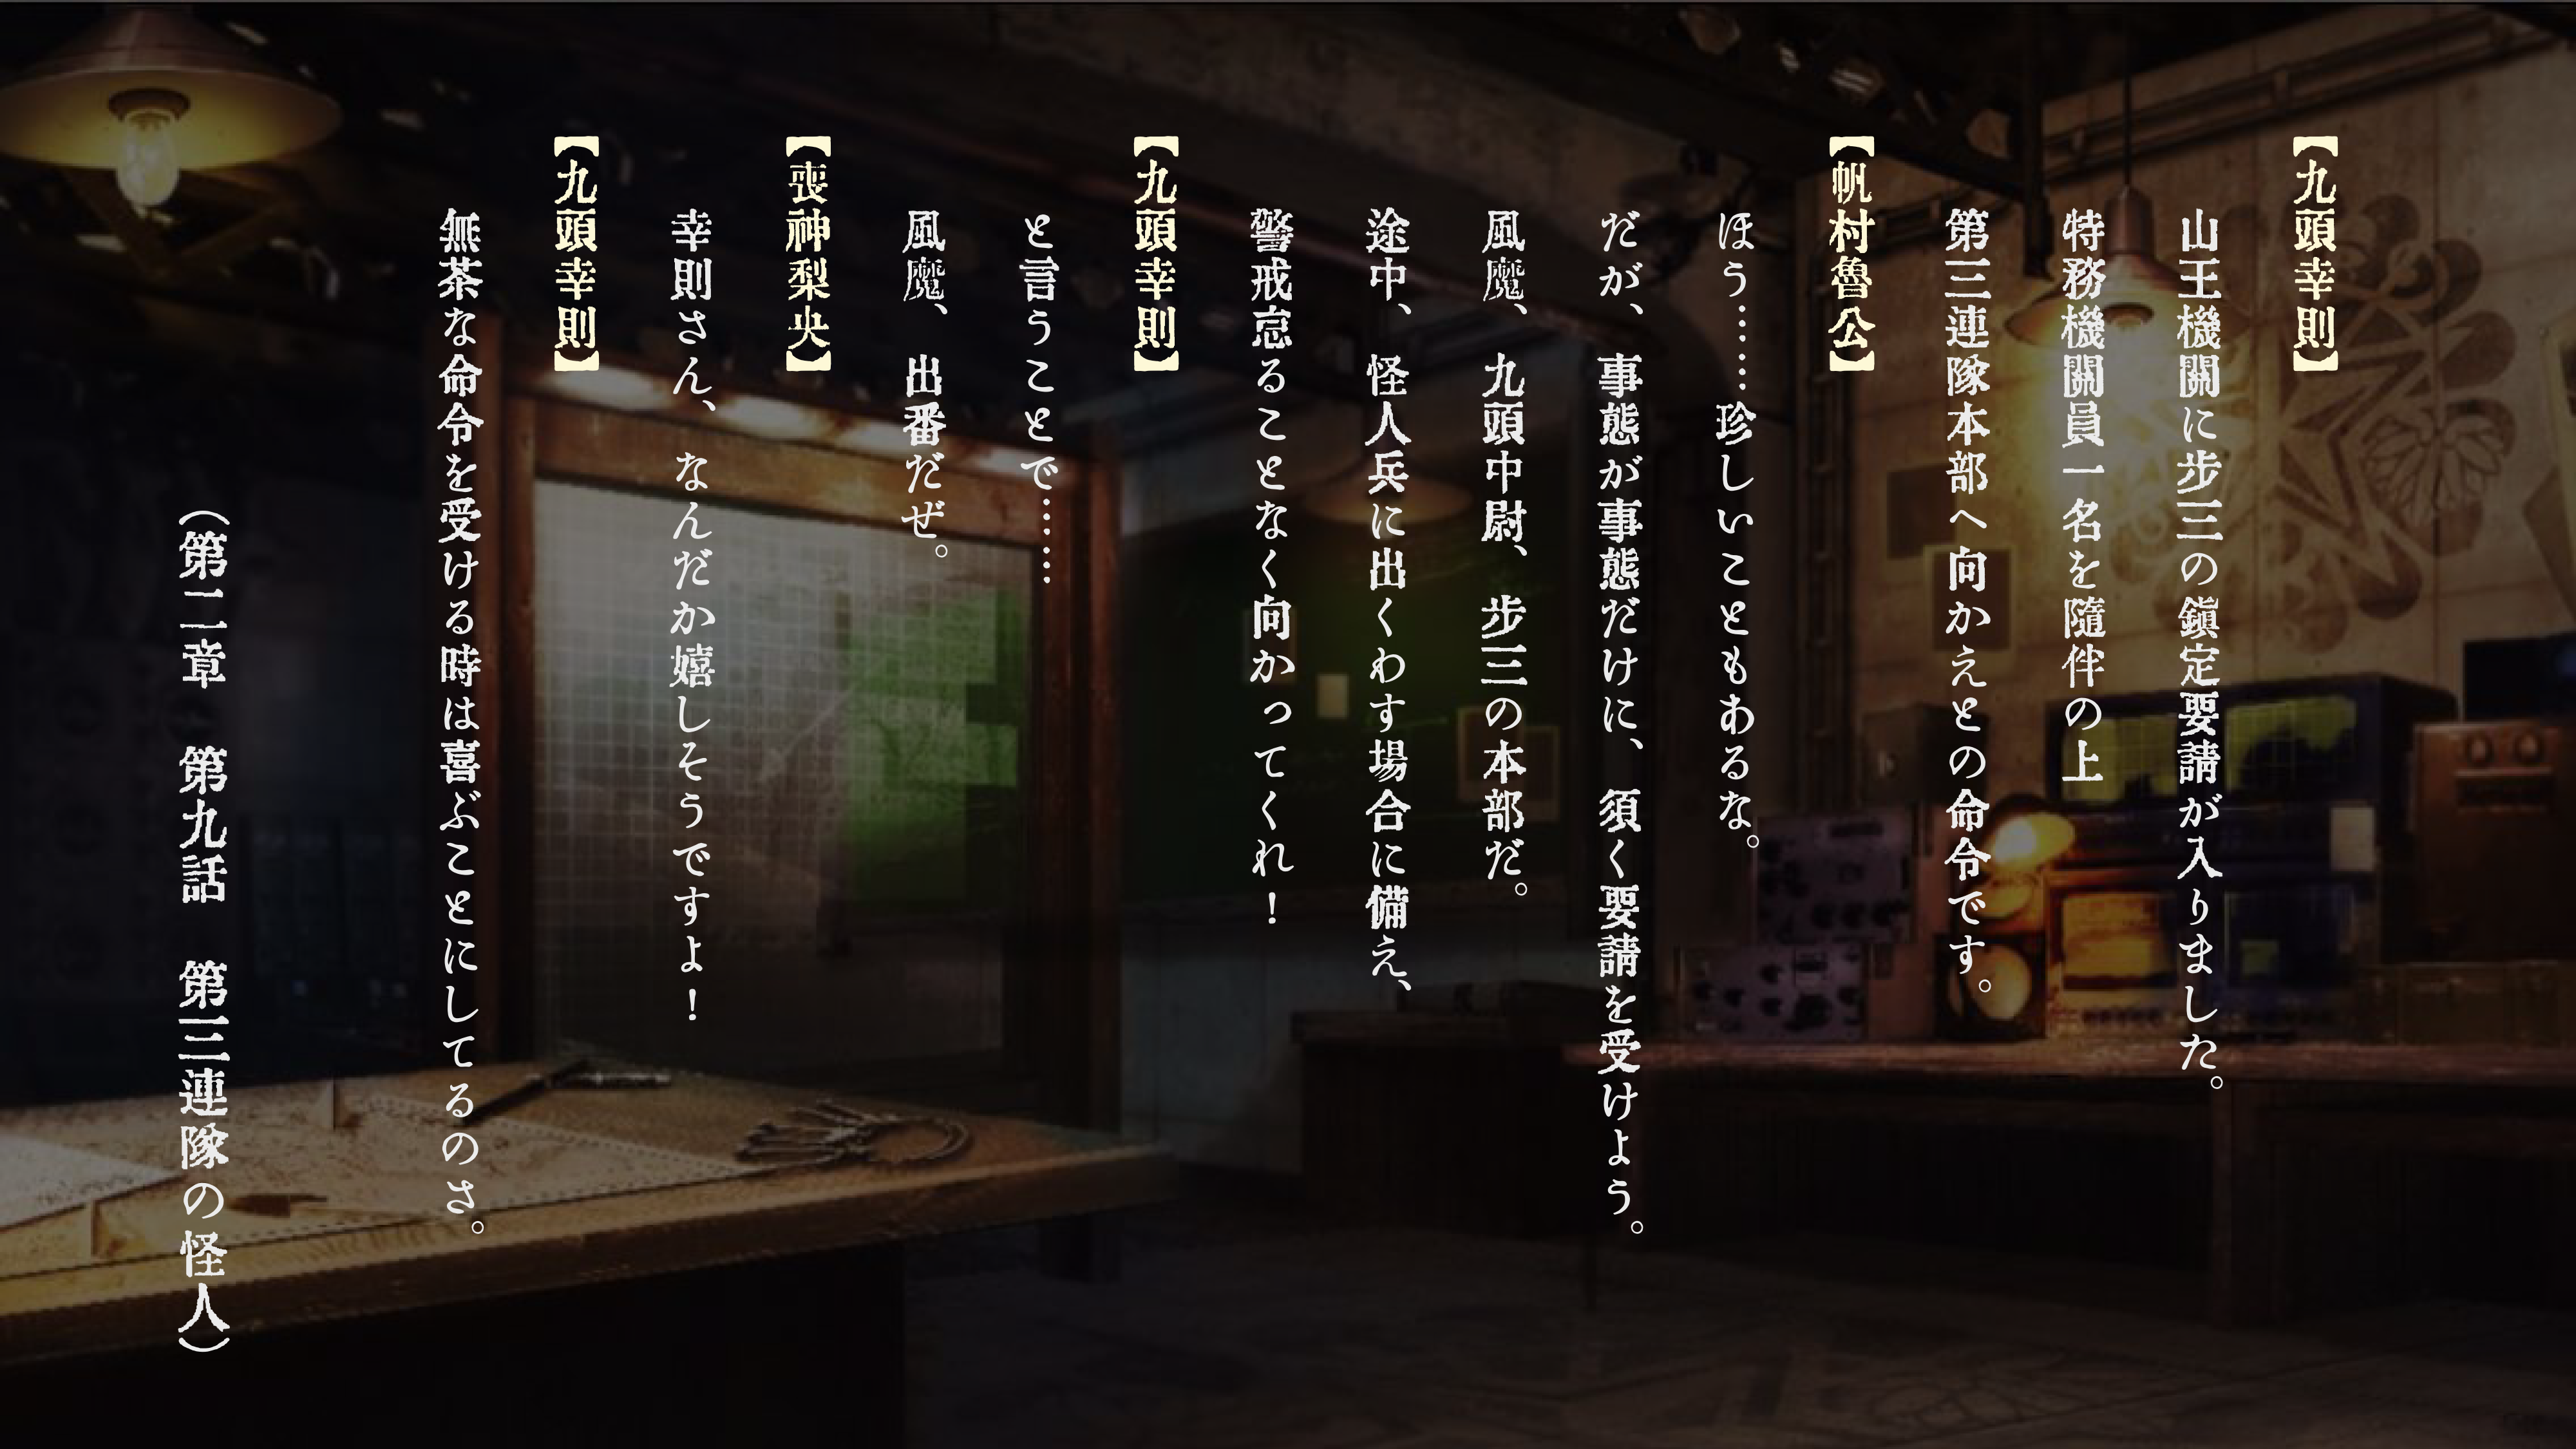 【九頭幸則】
山王機關に歩三の鎭定要請が入りました。
特務機關員一名を隨伴の上
第三連隊本部へ向かえとの命令です。
【帆村魯公】
ほう……珍しいこともあるな。
だが、事態が事態だけに、須く要請を受けよう。
風魔、九頭中尉、歩三の本部だ。
途中、怪人兵に出くわす場合に備え、
警戒怠ることなく向かってくれ！
【九頭幸則】
と言うことで……
風魔、出番だぜ。
【喪神梨央】
幸則さん、なんだか嬉しそうですよ！
【九頭幸則】
無茶な命令を受ける時は喜ぶことにしてるのさ。
（第二章　第九話　第三連隊の怪人）